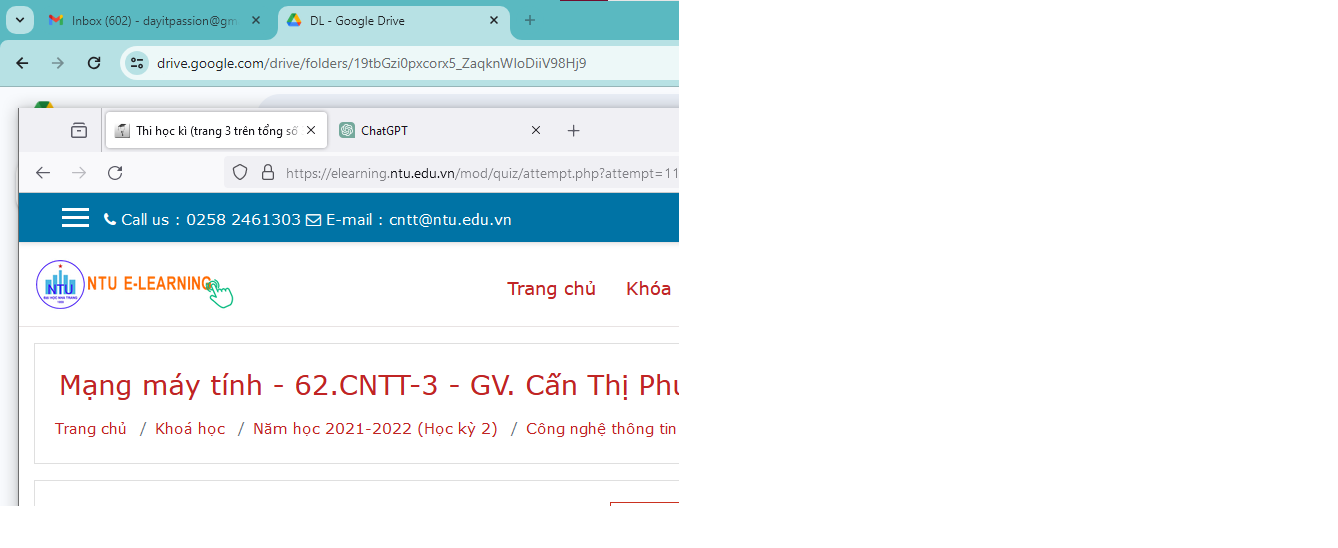 Inbox (602) - dayitpassion@gm
DL - Google Drive
drive.google.com/drive/folders/19tbGzi0pxcorx5_ZaqknWIoDiiV98Hj9
Thi học kì (trang 3 trên tổng số
ChatGPT
https://elearning.ntu.edu.vn/mod/quiz/attempt.php?attempt=11
Call us : 0258 2461303 E-mail : cntt@ntu.edu.vn
NTU
NTU E-LEARNING
Trang chủ Khóa
Mạng máy tính - 62.CNTT-3 - GV. Cấn Thị Phu
Trang chủ / Khoá học / Năm học 2021-2022 (Học kỳ 2) / Công nghệ thông tin